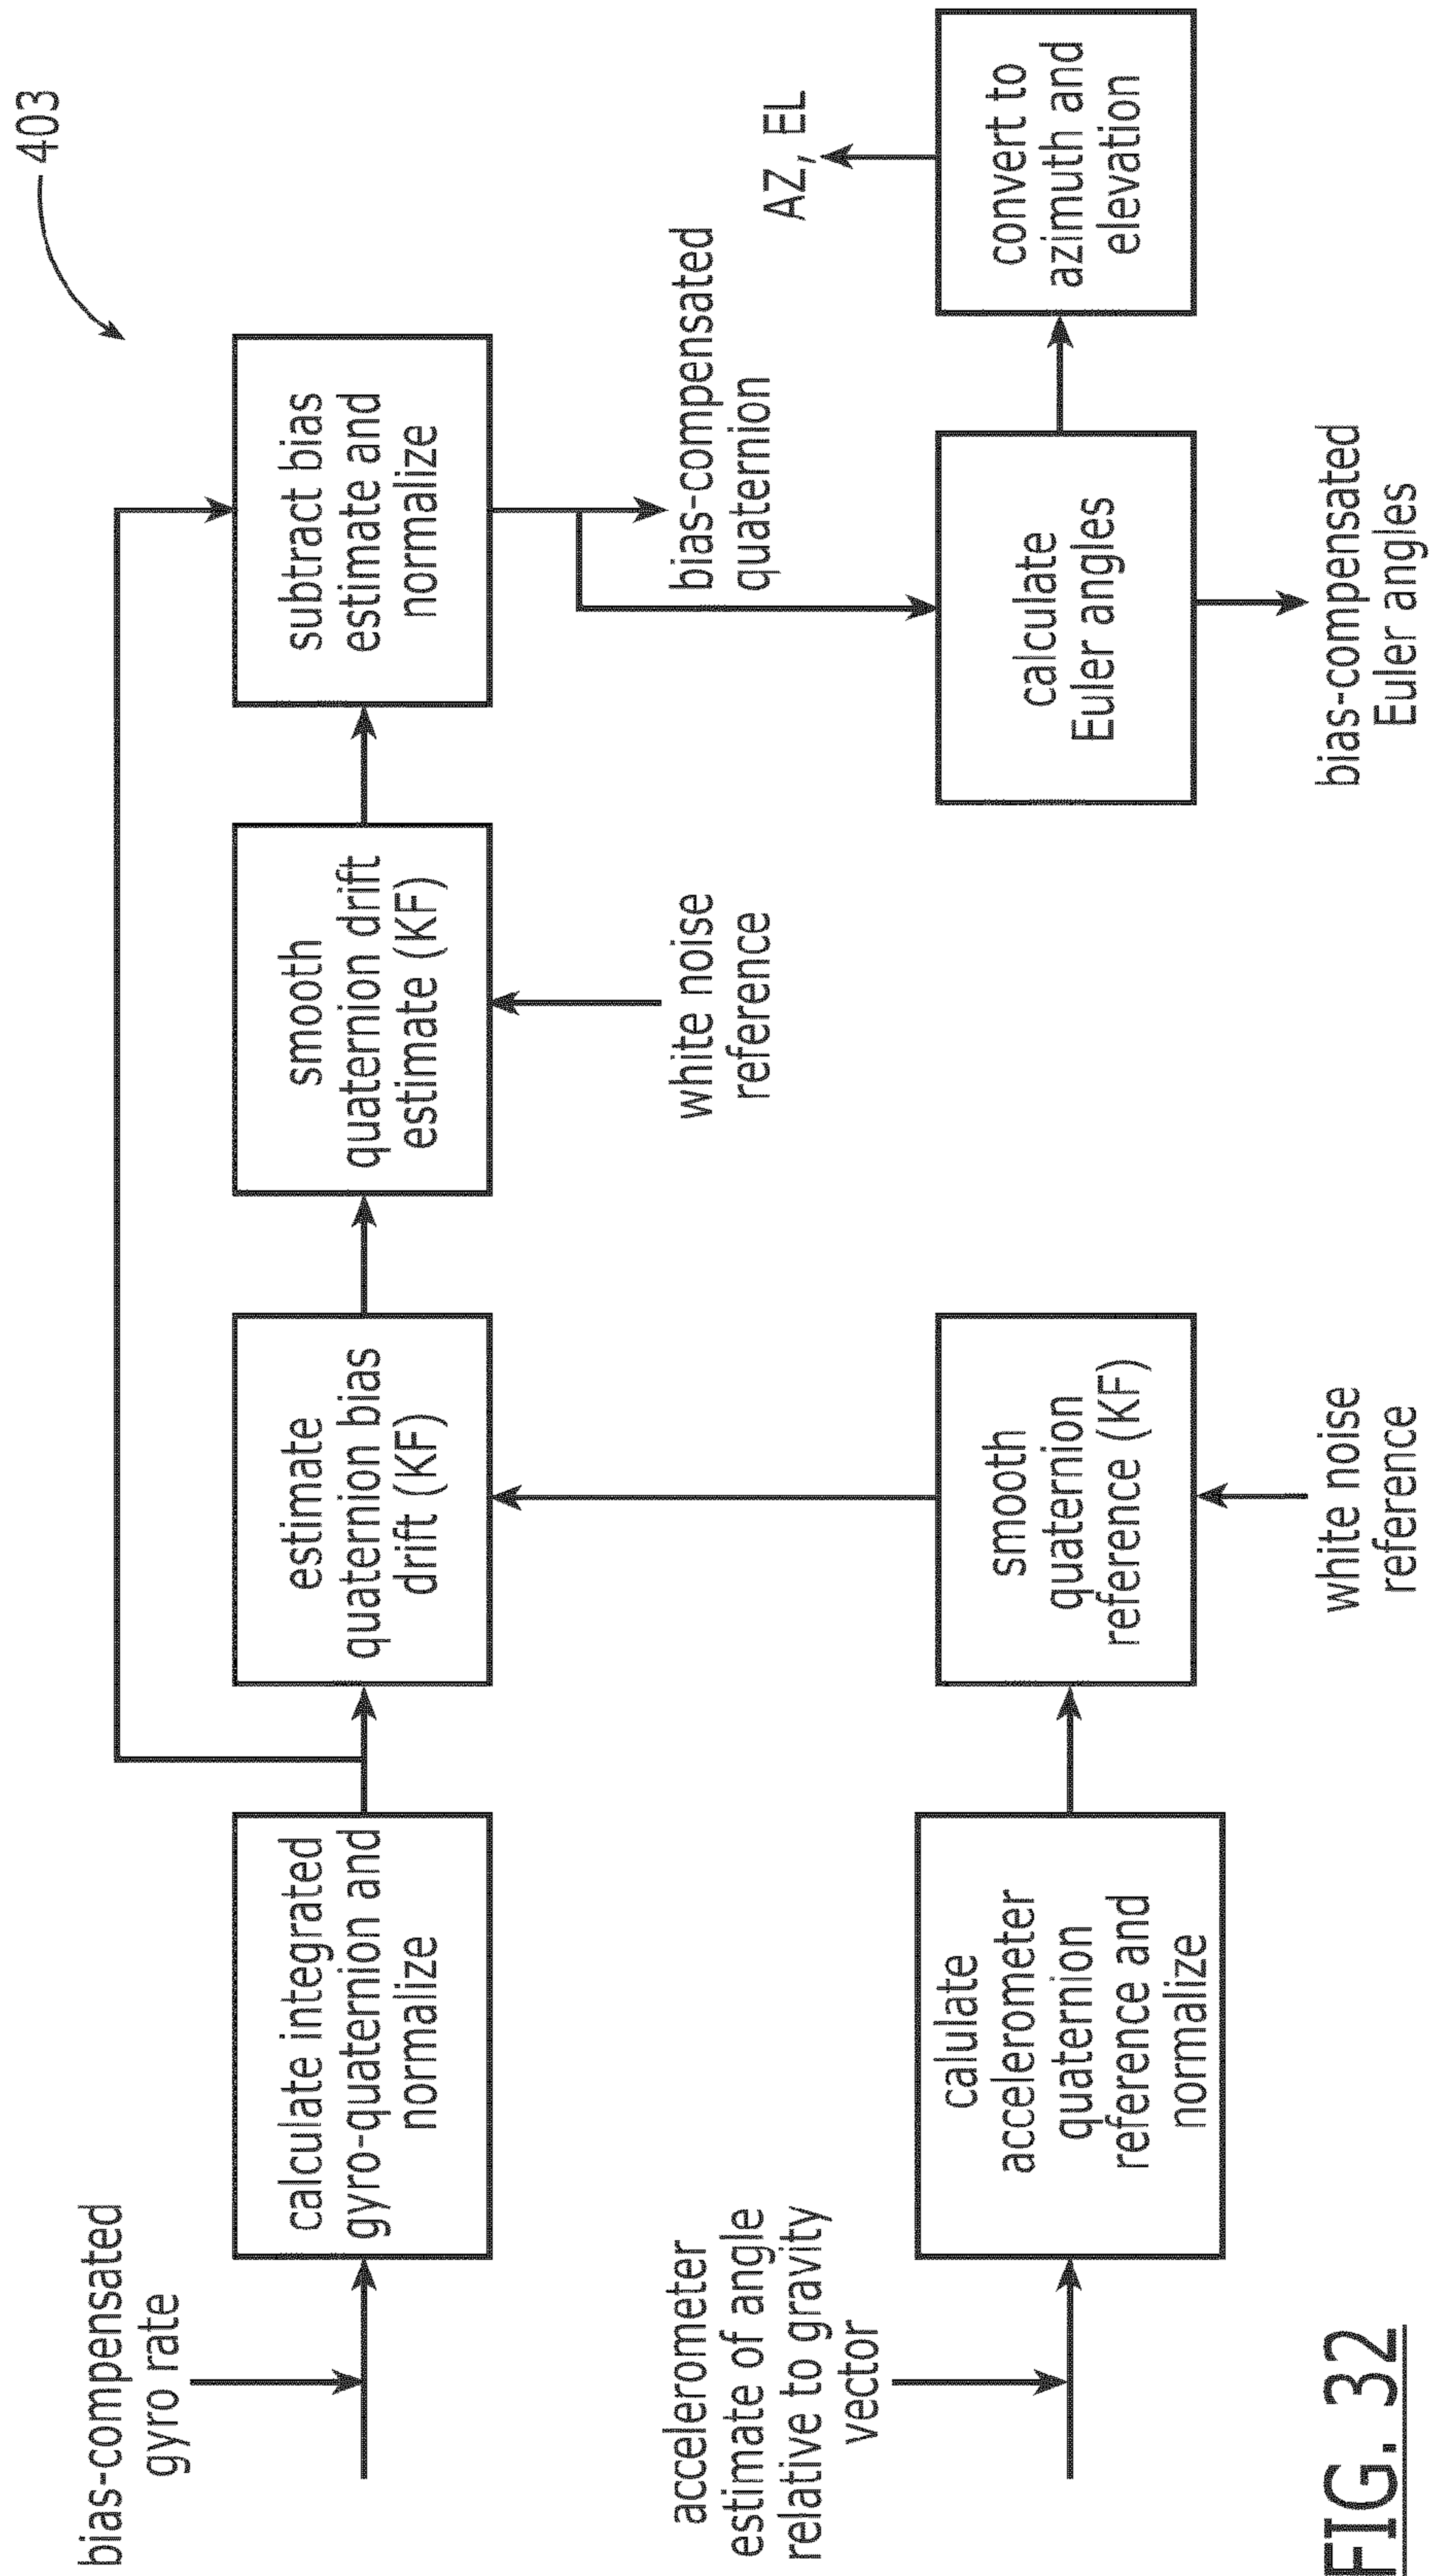 403
bias-compensated
gyro rate
calculate integrated
gyro-quaternion and
normalize
estimate
quaternion bias
drift (KF)
smooth
quaternion drift
estimate (KF)
subtract bias
estimate and
normalize
accelerometer
estimate of angle
relative to gravity
vector
white noise
reference
bias-compensated
quaternion
AZ, EL
calulate
accelerometer
quaternion
reference and
normalize
smooth
quaternion
reference (KF)
calculate
Euler angles
convert to
azimuth and
elevation
white noise
reference
bias-compensated
Euler angles
FIG. 32